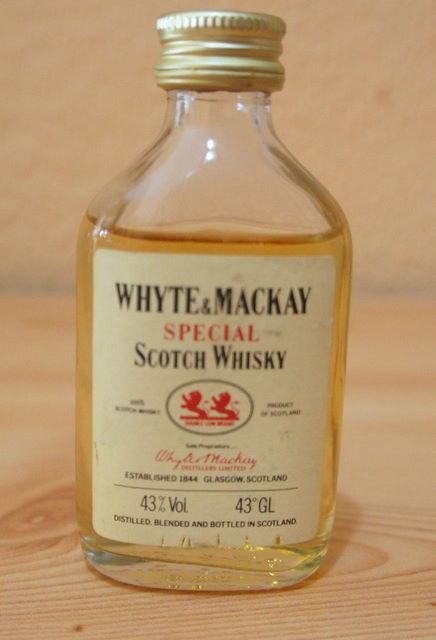 WHYTE & MACKAY
SPECIAL
SCOTCH WHISKY
100%
SCOTCH WHISKY
PRODUCT
OF SCOTLAND
DOUBLE LION BRAND
Sole Proprietors...
Whyte & Mackay
DISTILLERS LIMITED
ESTABLISHED 1844 GLASGOW, SCOTLAND
43% Vol. 43° GL
DISTILLED, BLENDED AND BOTTLED IN SCOTLAND.